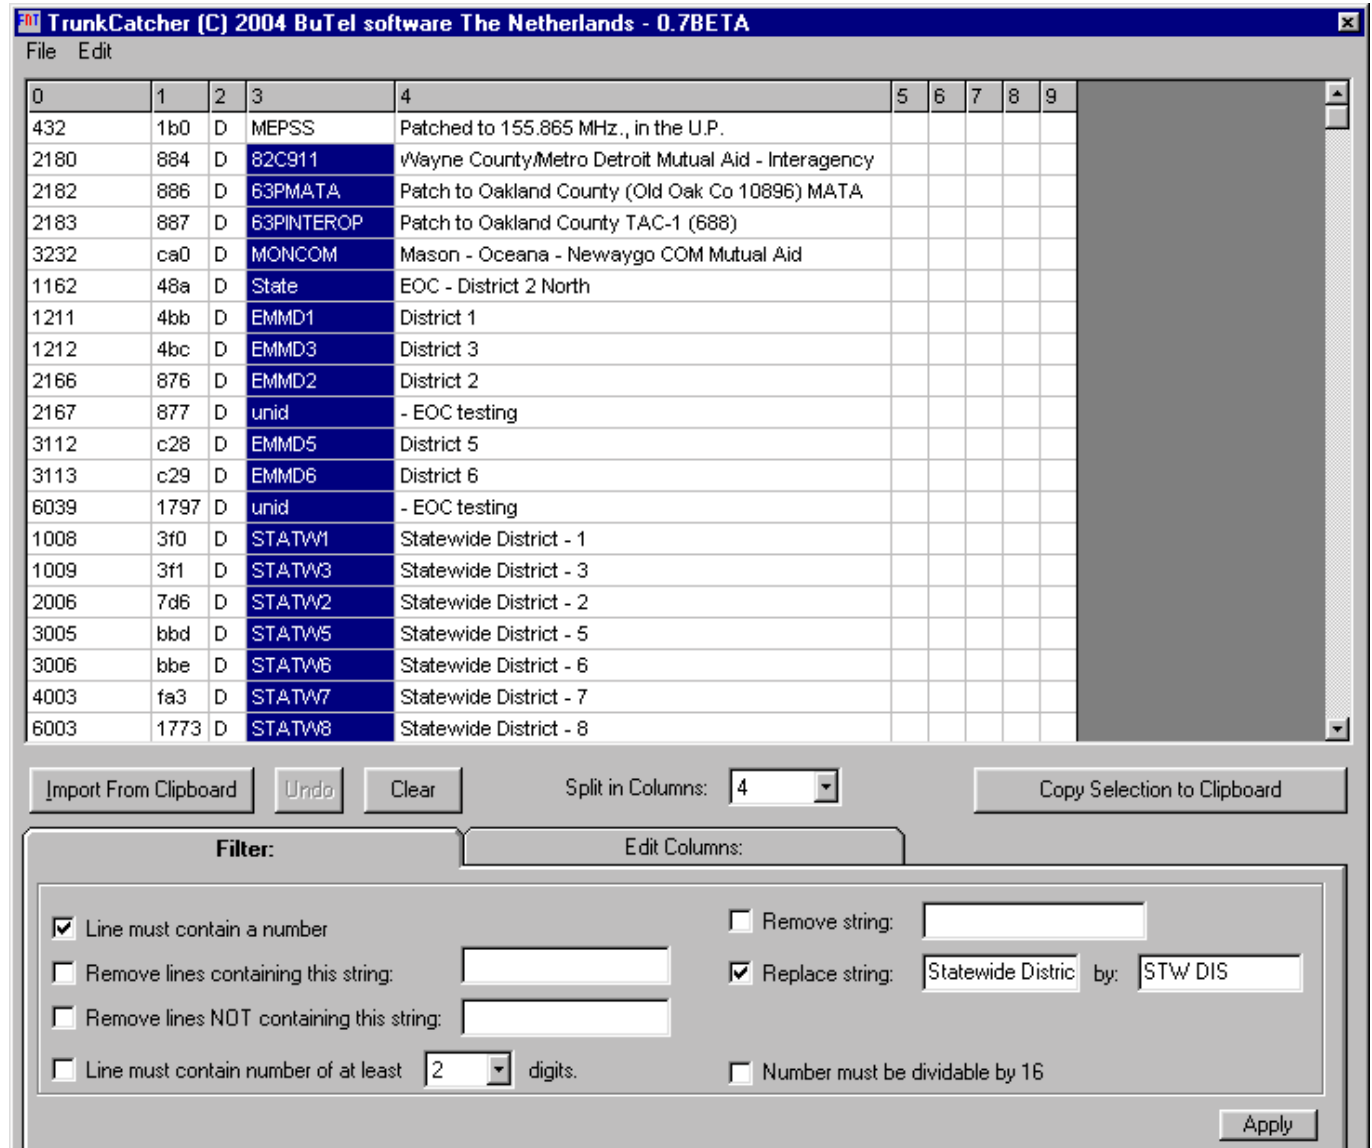 TrunkCatcher (C) 2004 BuTel software The Netherlands - 0.7BETA
File Edit
0 1 2 3 4 5 6 7 8 9
432 1b0 D MEPSS Patched to 155.865 MHz., in the U.P.
2180 884 D 82C911 Wayne County/Metro Detroit Mutual Aid - Interagency
2182 886 D 63PMATA Patch to Oakland County (Old Oak Co 10896) MATA
2183 887 D 63PINTEROP Patch to Oakland County TAC-1 (688)
3232 ca0 D MONCOM Mason - Oceana - Newaygo COM Mutual Aid
1162 48a D State EOC - District 2 North
1211 4bb D EMMD1 District 1
1212 4bc D EMMD3 District 3
2166 876 D EMMD2 District 2
2167 877 D unid - EOC testing
3112 c28 D EMMD5 District 5
3113 c29 D EMMD6 District 6
6039 1797 D unid - EOC testing
1008 3f0 D STATW1 Statewide District - 1
1009 3f1 D STATW3 Statewide District - 3
2006 7d6 D STATW2 Statewide District - 2
3005 bbd D STATW5 Statewide District - 5
3006 bbe D STATW6 Statewide District - 6
4003 fa3 D STATW7 Statewide District - 7
6003 1773 D STATW8 Statewide District - 8
Import From Clipboard Undo Clear Split in Columns: 4 Copy Selection to Clipboard
Filter: Edit Columns:
Line must contain a number Remove string:
Remove lines containing this string: Replace string: Statewide Distric by: STW DIS
Remove lines NOT containing this string:
Line must contain number of at least 2 digits. Number must be dividable by 16
Apply